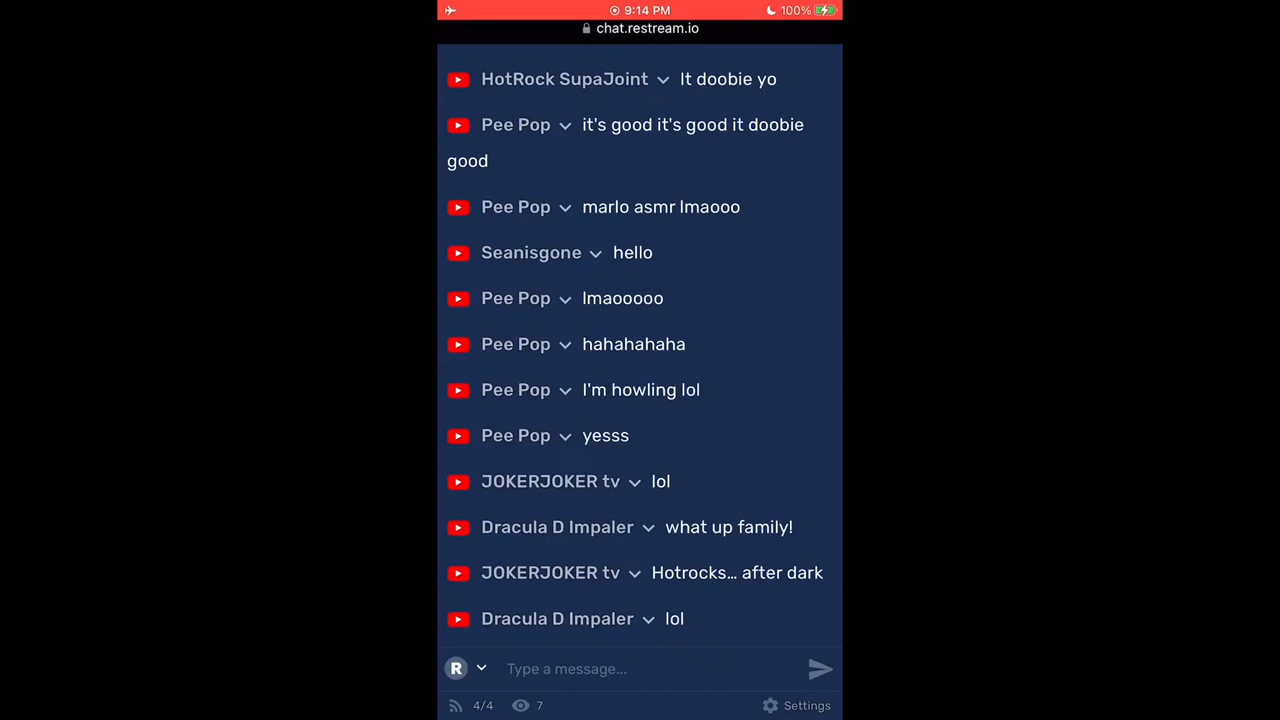 9:14 PM 100%
chat.restream.io
HotRock SupaJoint It doobie yo
Pee Pop it's good it's good it doobie
good
Pee Pop marlo asmr lmaooo
Seanisgone hello
Pee Pop lmaooooo
Pee Pop hahahahaha
Pee Pop I'm howling lol
Pee Pop yesss
JOKERJOKER tv lol
Dracula D Impaler what up family!
JOKERJOKER tv Hotrocks... after dark
Dracula D Impaler lol
R Type a message...
4/4 7 Settings